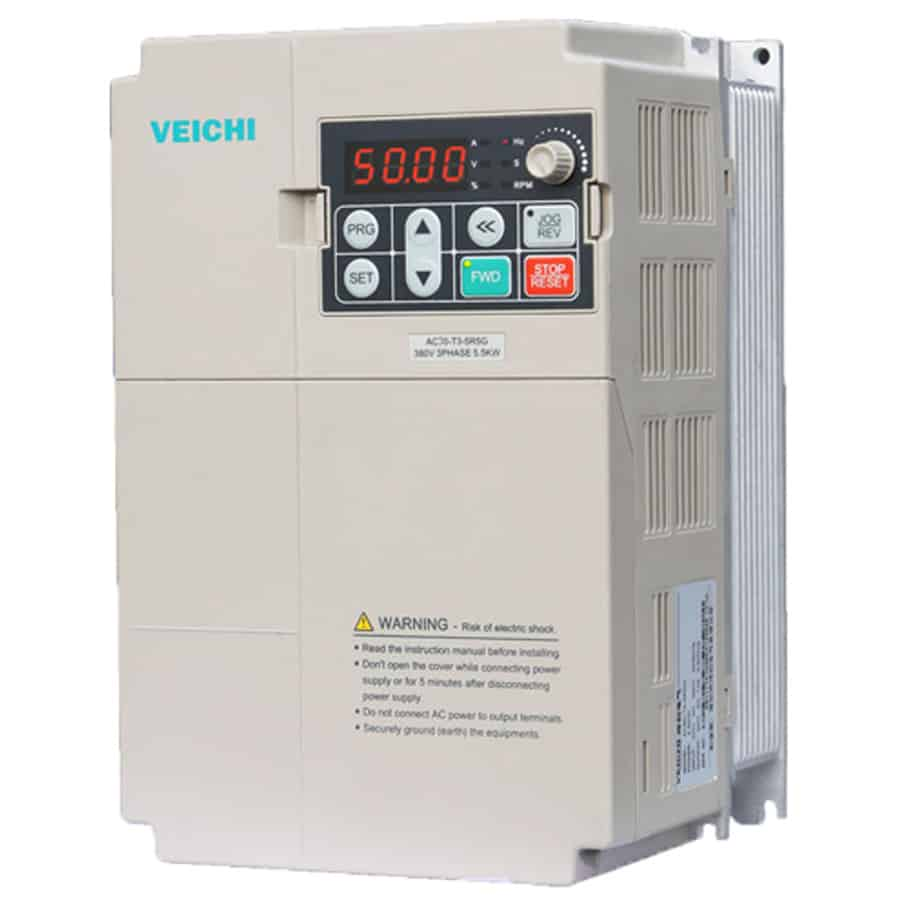 VEICHI
50.00
A Hz
V S
% RPM
PRG
JOG
REV
SET
FWD
STOP
RESET
AC70-T3-5R5G
380V 3PHASE 5.5KW
WARNING - Risk of electric shock.
• Read the instruction manual before installing.
• Don't open the cover while connecting power
supply or for 5 minutes after disconnecting
power supply.
• Do not connect AC power to output terminals.
• Securely ground (earth) the equipments.